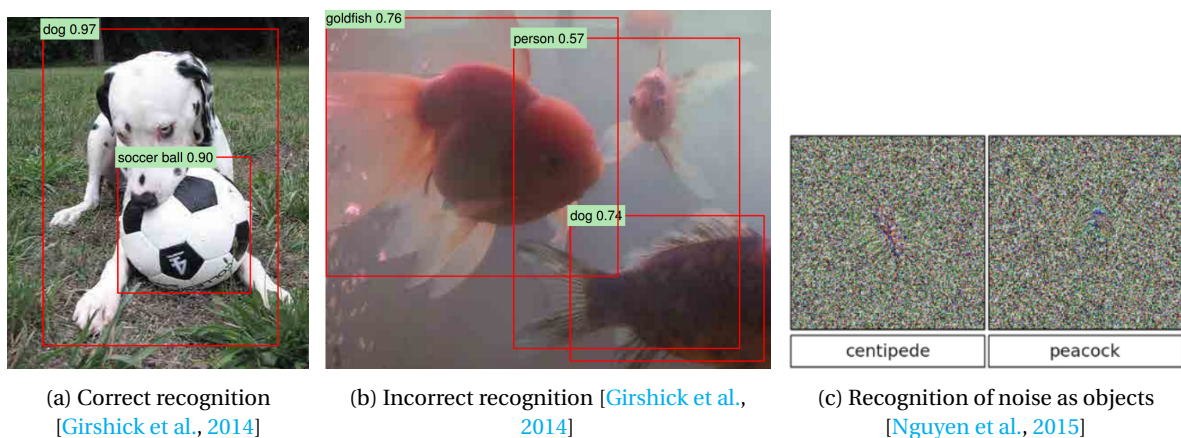 dog 0.97
soccer ball 0.90
goldfish 0.76
person 0.57
dog 0.74
centipede
peacock
(a) Correct recognition
[Girshick et al., 2014]
(b) Incorrect recognition [Girshick et al.,
2014]
(c) Recognition of noise as objects
[Nguyen et al., 2015]